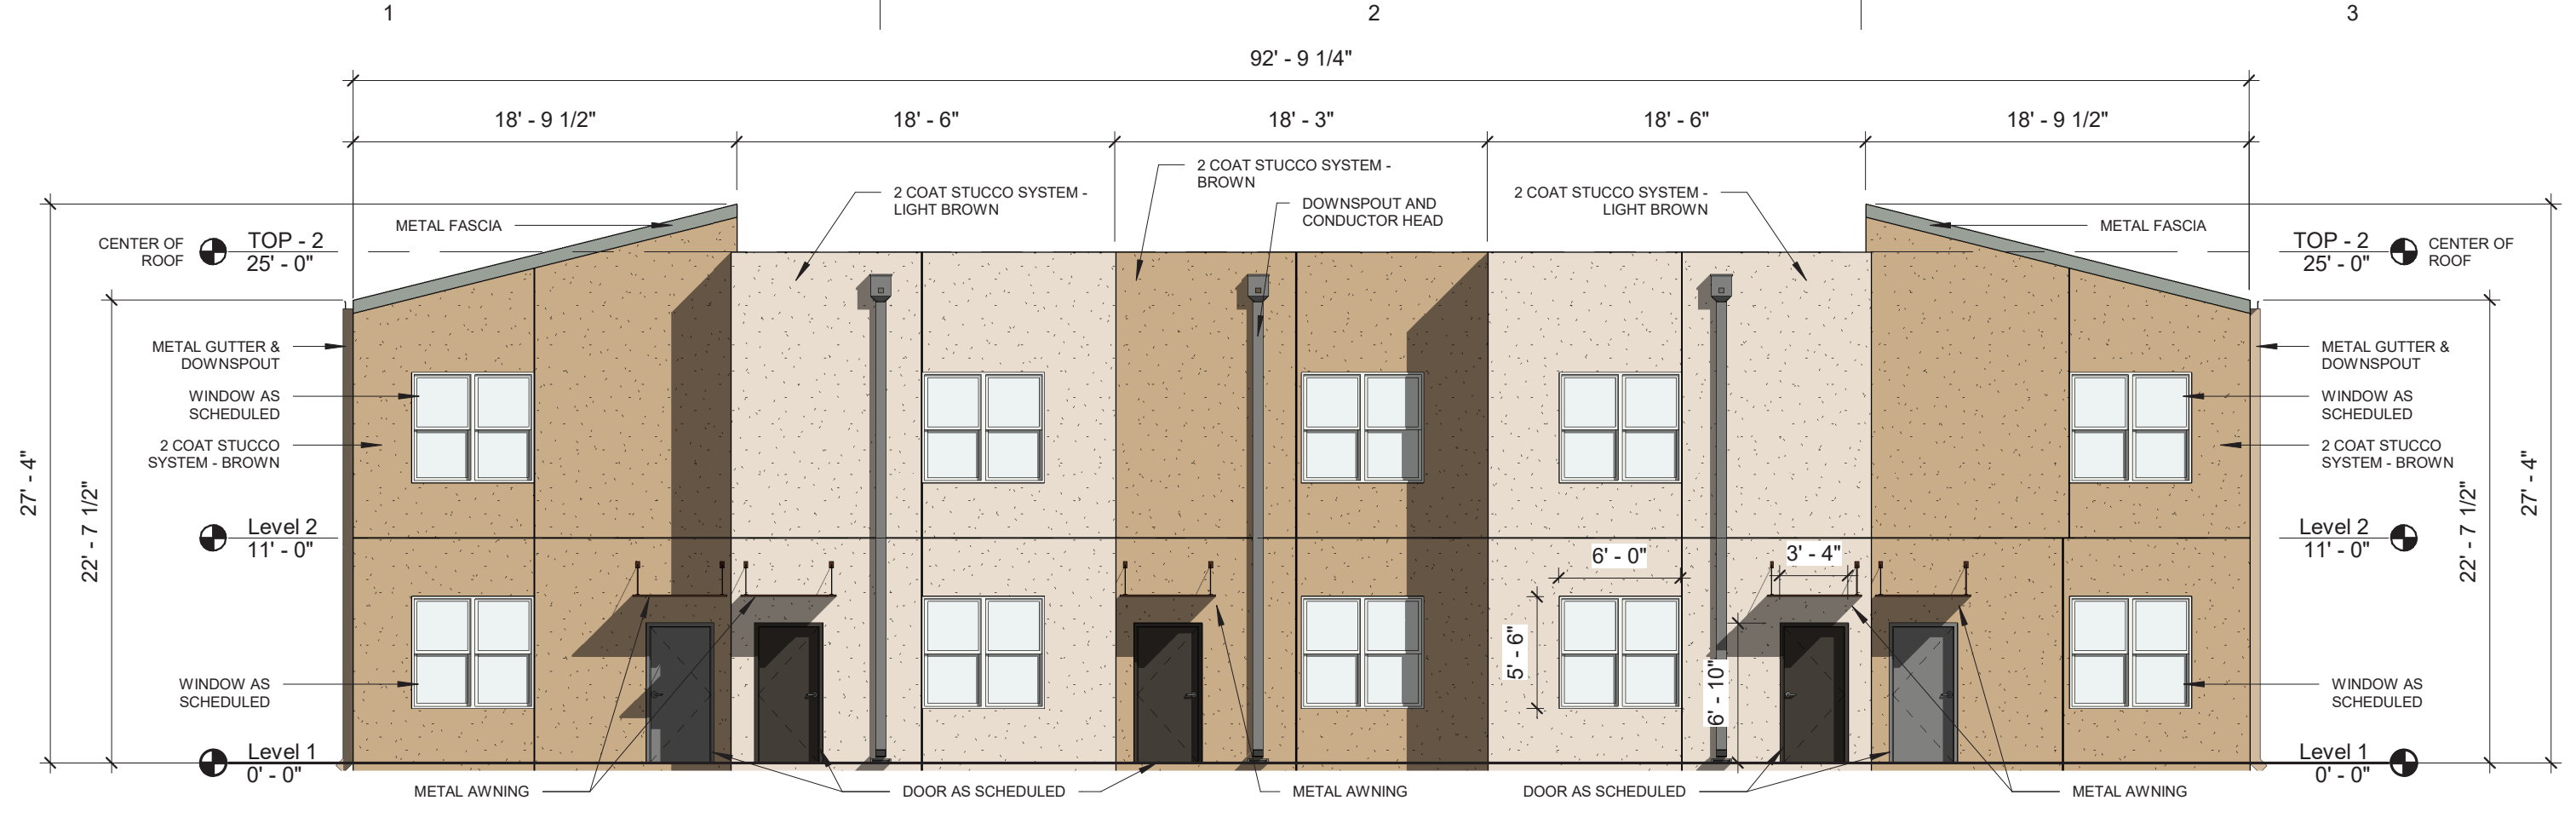 1
2
3
92' - 9 1/4"
18' - 9 1/2"
18' - 6"
18' - 3"
18' - 6"
18' - 9 1/2"
2 COAT STUCCO SYSTEM -
BROWN
2 COAT STUCCO SYSTEM -
LIGHT BROWN
2 COAT STUCCO SYSTEM -
LIGHT BROWN
DOWNSPOUT AND
CONDUCTOR HEAD
METAL FASCIA
METAL FASCIA
CENTER OF
ROOF
TOP - 2
25' - 0"
TOP - 2
25' - 0"
CENTER OF
ROOF
METAL GUTTER &
DOWNSPOUT
METAL GUTTER &
DOWNSPOUT
WINDOW AS
SCHEDULED
WINDOW AS
SCHEDULED
2 COAT STUCCO
SYSTEM - BROWN
2 COAT STUCCO
SYSTEM - BROWN
27' - 4"
22' - 7 1/2"
22' - 7 1/2"
27' - 4"
Level 2
11' - 0"
Level 2
11' - 0"
6' - 0"
3' - 4"
5' - 6"
6' - 10"
WINDOW AS
SCHEDULED
WINDOW AS
SCHEDULED
Level 1
0' - 0"
Level 1
0' - 0"
METAL AWNING
DOOR AS SCHEDULED
METAL AWNING
DOOR AS SCHEDULED
METAL AWNING